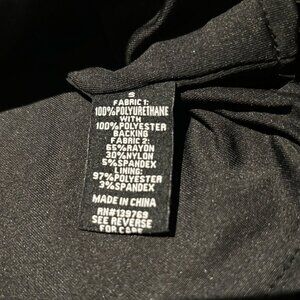 S
FABRIC 1:
100%POLYURETHANE
WITH
100%POLYESTER
BACKING
FABRIC 2:
65%RAYON
30%NYLON
5%SPANDEX
LINING:
97%POLYESTER
3%SPANDEX
MADE IN CHINA
RN#139769
SEE REVERSE
FOR CARE